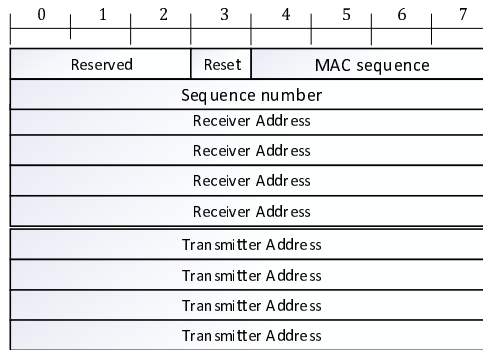 0 1 2 3 4 5 6 7
Reserved Reset MAC sequence
Sequence number
Receiver Address
Receiver Address
Receiver Address
Receiver Address
Transmitter Address
Transmitter Address
Transmitter Address
Transmitter Address